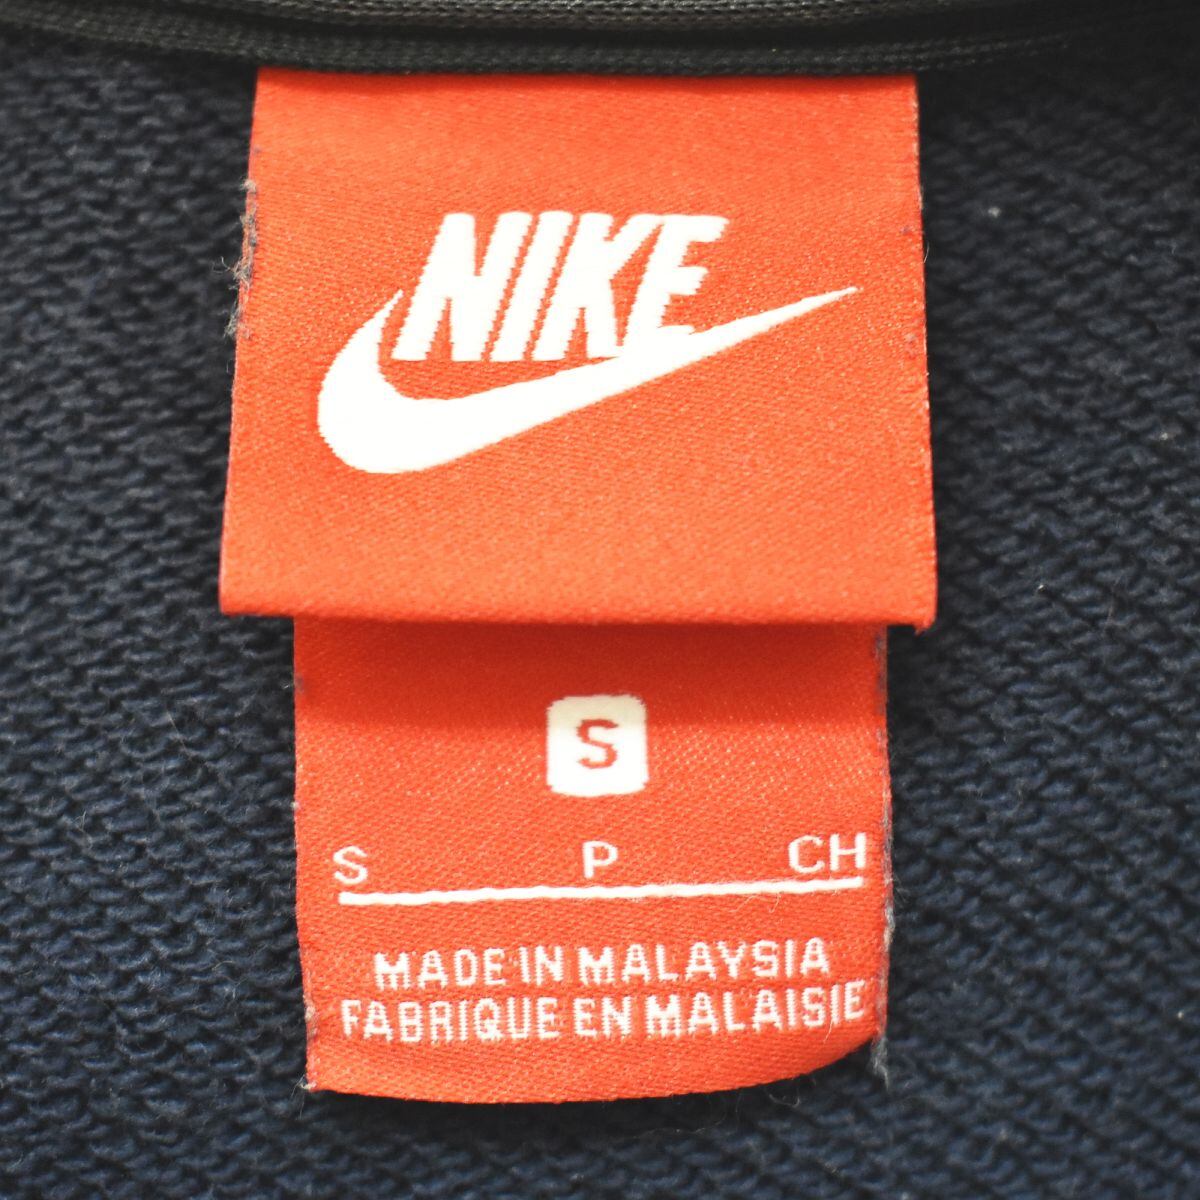 NIKE
S
S P CH
MADE IN MALAYSIA
FABRIQUE EN MALAISIE